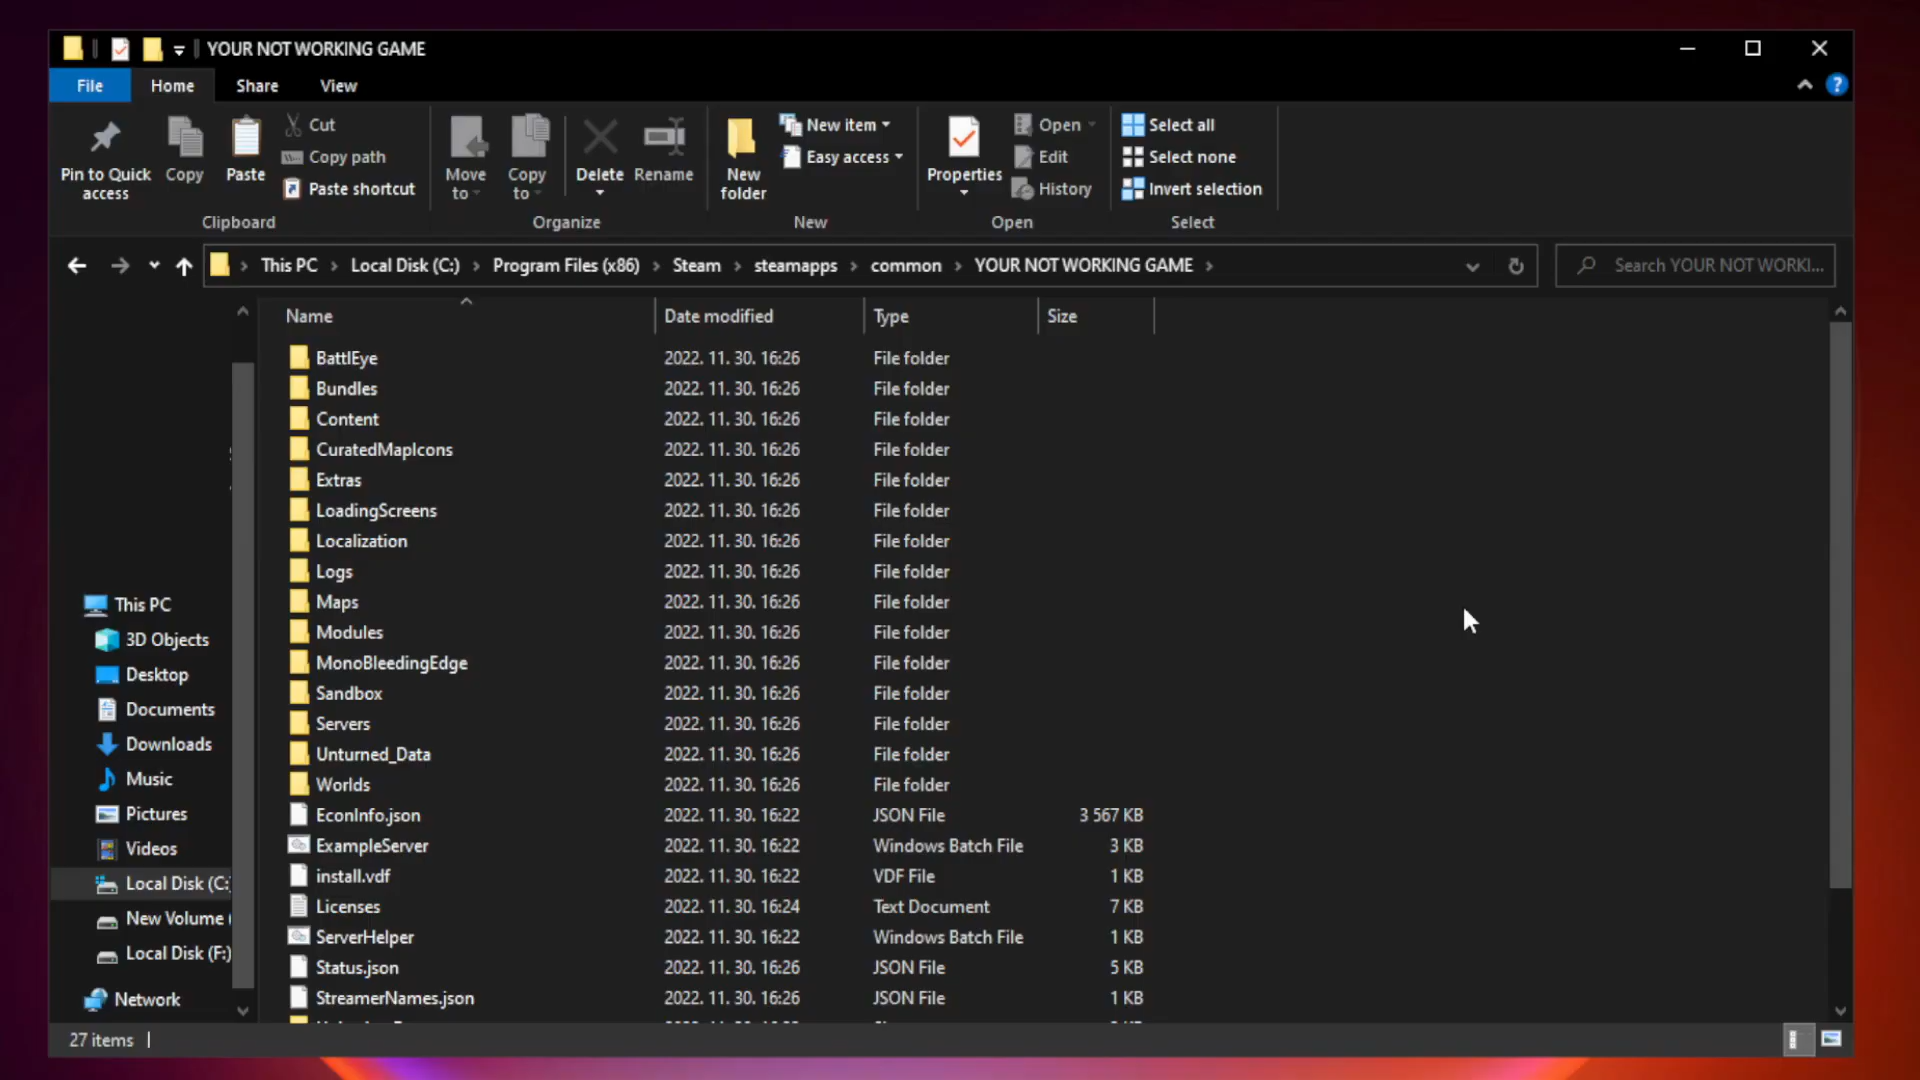 YOUR NOT WORKING GAME
File Home Share View
Pin to Quick access
Copy
Paste
Cut
Copy path
Paste shortcut
Clipboard
Move to
Copy to
Delete
Rename
Organize
New folder
New item
Easy access
New
Properties
Open
Edit
History
Open
Select all
Select none
Invert selection
Select
This PC Local Disk (C:) Program Files (x86) Steam steamapps common YOUR NOT WORKING GAME
Search YOUR NOT WORKI...
This PC
3D Objects
Desktop
Documents
Downloads
Music
Pictures
Videos
Local Disk (C:
New Volume (
Local Disk (F:)
Network
Name Date modified Type Size
BattlEye 2022. 11. 30. 16:26 File folder
Bundles 2022. 11. 30. 16:26 File folder
Content 2022. 11. 30. 16:26 File folder
CuratedMapIcons 2022. 11. 30. 16:26 File folder
Extras 2022. 11. 30. 16:26 File folder
LoadingScreens 2022. 11. 30. 16:26 File folder
Localization 2022. 11. 30. 16:26 File folder
Logs 2022. 11. 30. 16:26 File folder
Maps 2022. 11. 30. 16:26 File folder
Modules 2022. 11. 30. 16:26 File folder
MonoBleedingEdge 2022. 11. 30. 16:26 File folder
Sandbox 2022. 11. 30. 16:26 File folder
Servers 2022. 11. 30. 16:26 File folder
Unturned_Data 2022. 11. 30. 16:26 File folder
Worlds 2022. 11. 30. 16:26 File folder
EconInfo.json 2022. 11. 30. 16:22 JSON File 3 567 KB
ExampleServer 2022. 11. 30. 16:22 Windows Batch File 3 KB
install.vdf 2022. 11. 30. 16:22 VDF File 1 KB
Licenses 2022. 11. 30. 16:24 Text Document 7 KB
ServerHelper 2022. 11. 30. 16:22 Windows Batch File 1 KB
Status.json 2022. 11. 30. 16:26 JSON File 5 KB
StreamerNames.json 2022. 11. 30. 16:26 JSON File 1 KB
27 items